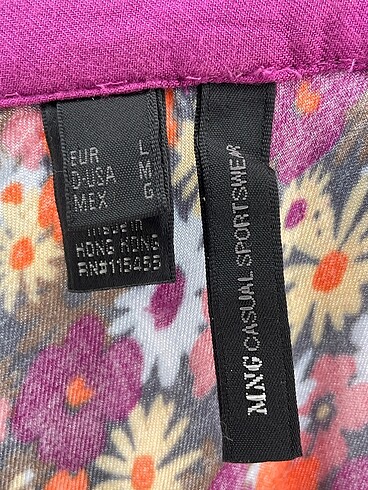 EUR L
D-USA M
MEX G
made in
HONG KONG
RN#115455
MNG CASUAL SPORTSWEAR